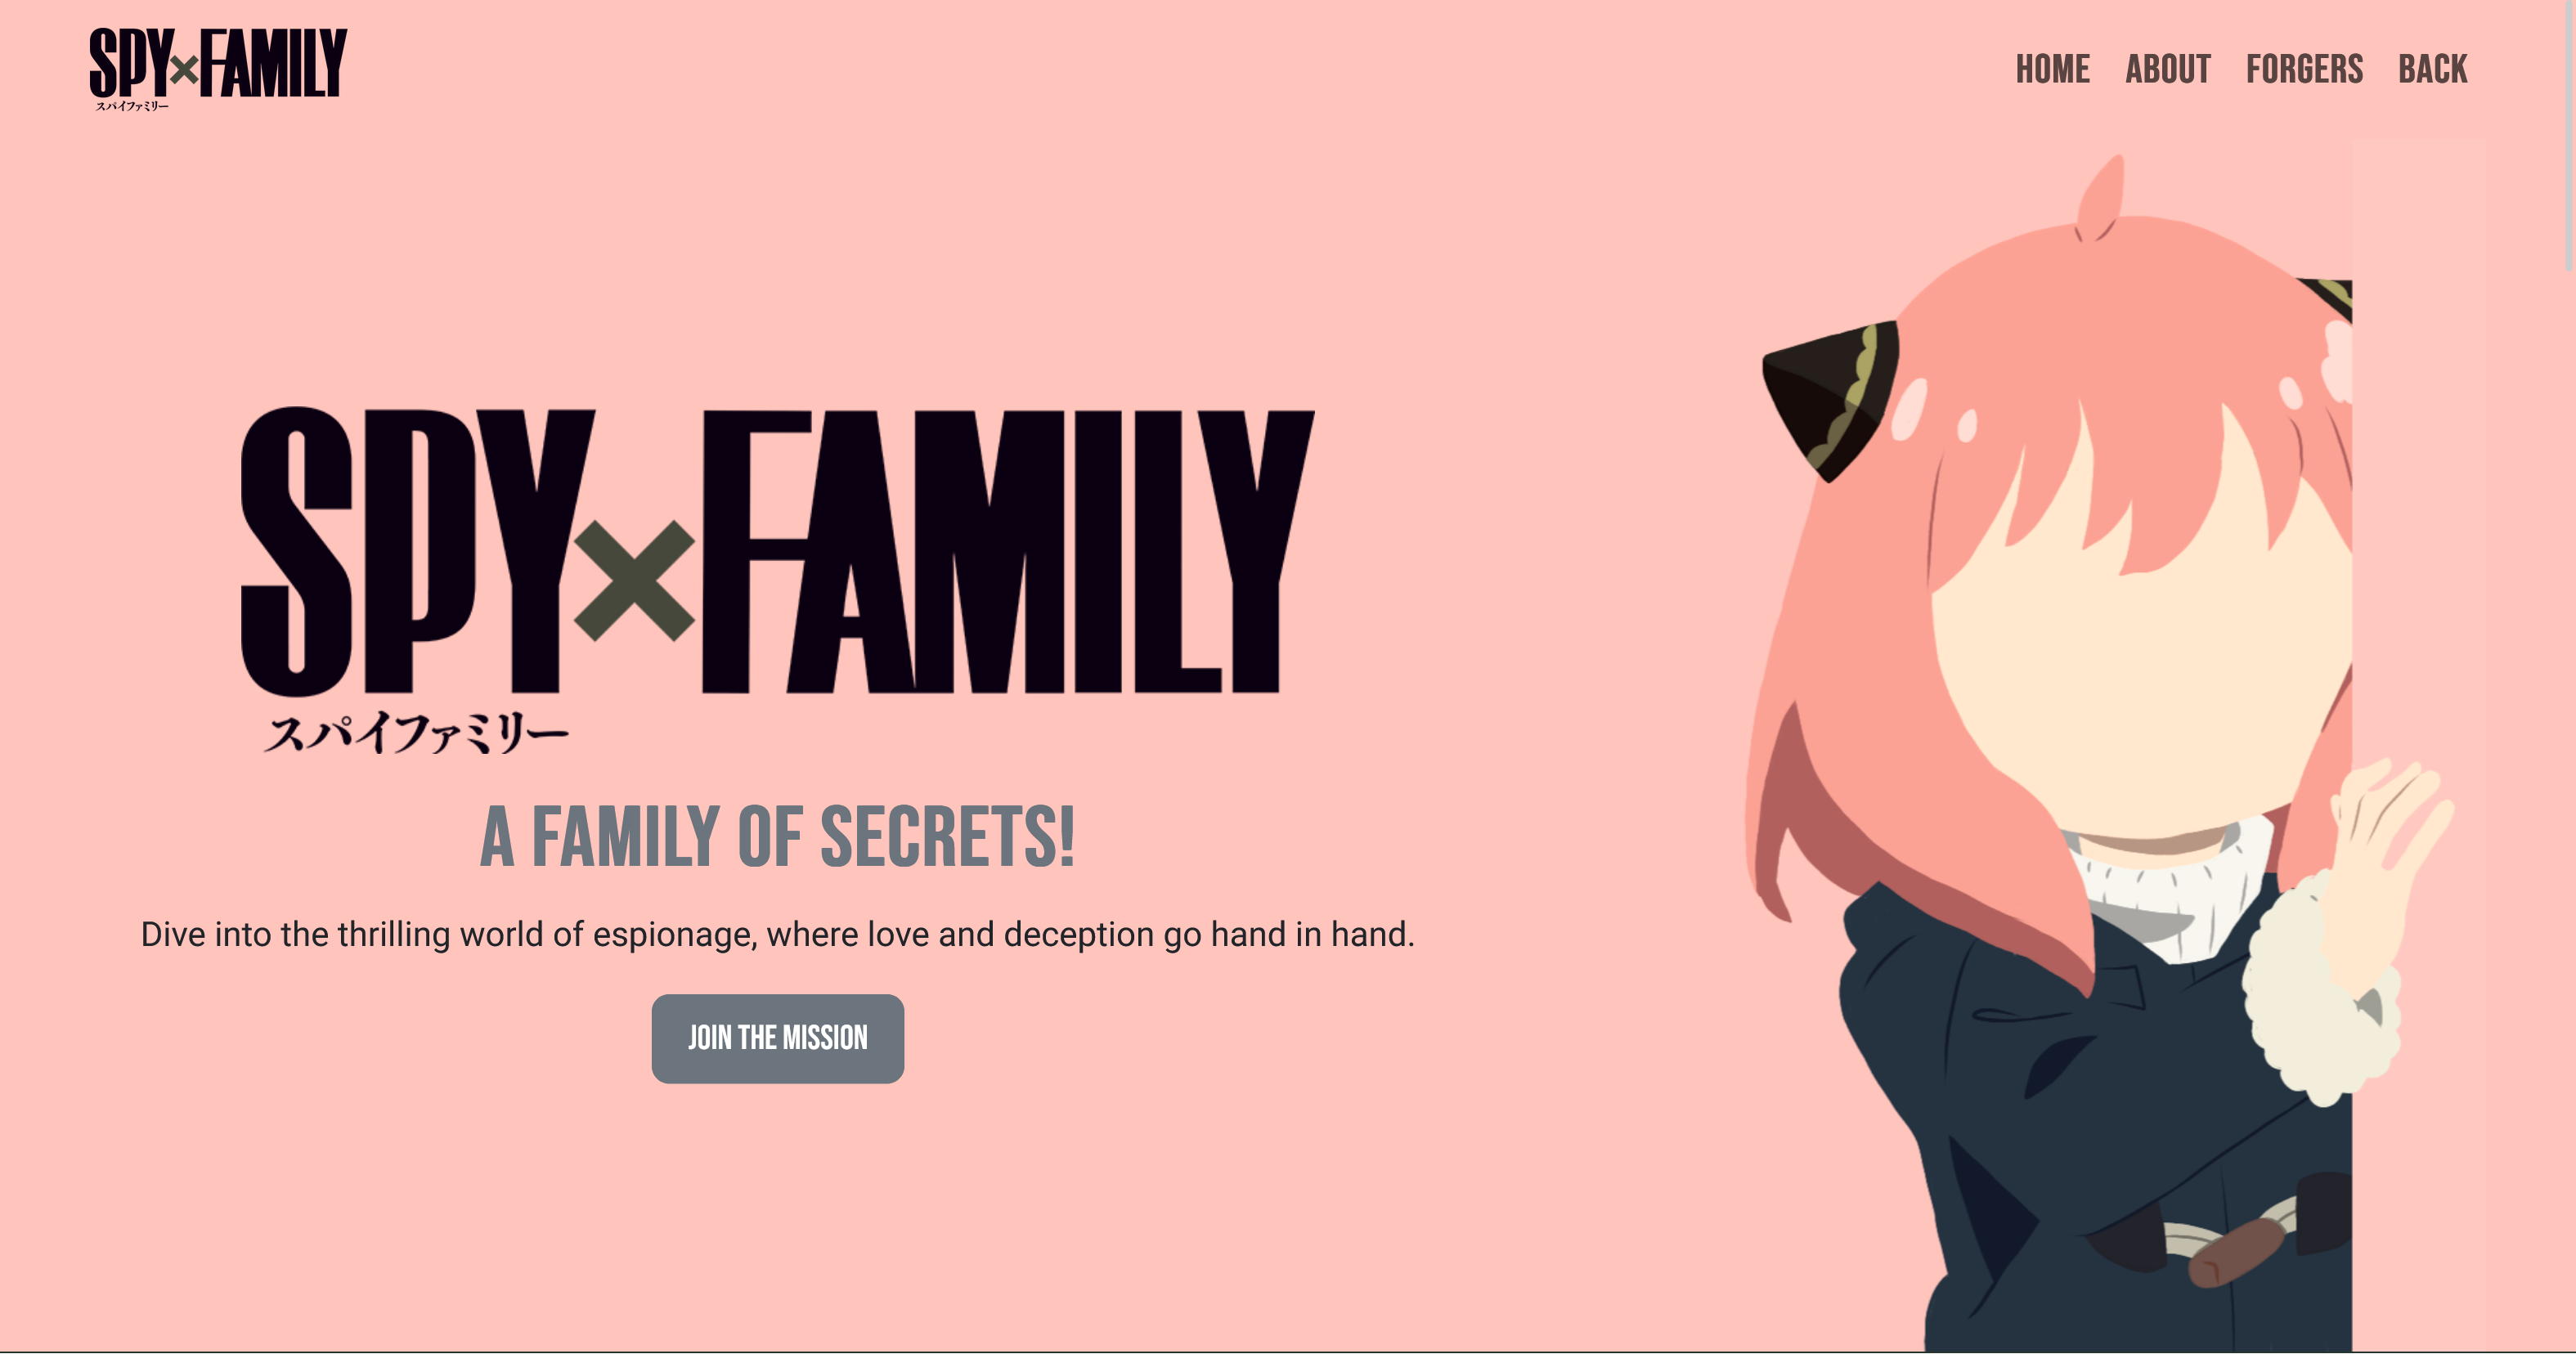 SPY×FAMILY
スパイファミリー
HOME ABOUT FORGERS BACK
SPY×FAMILY
スパイファミリー
A FAMILY OF SECRETS!
Dive into the thrilling world of espionage, where love and deception go hand in hand.
JOIN THE MISSION